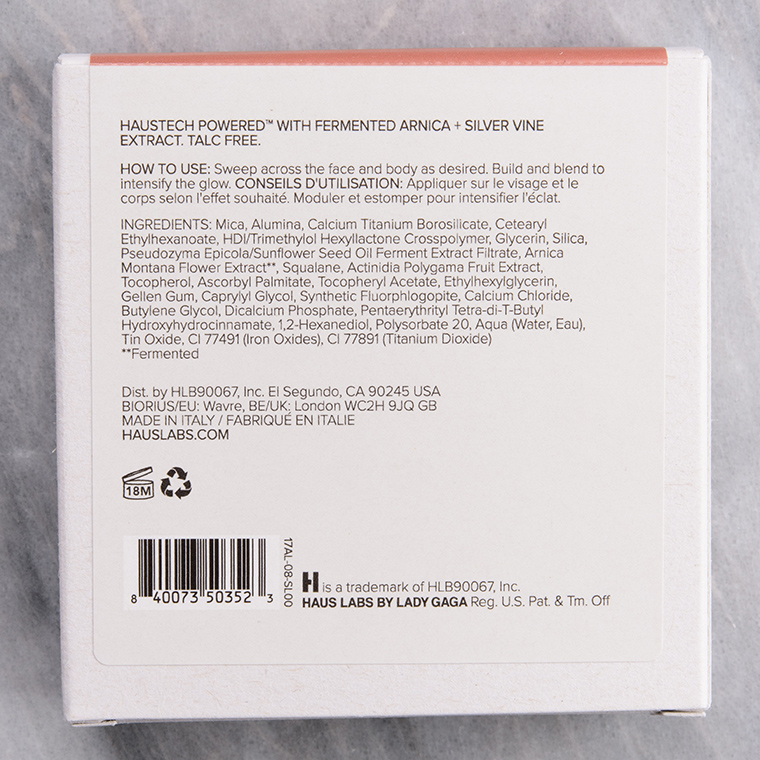 HAUSTECH POWERED™ WITH FERMENTED ARNICA + SILVER VINE
EXTRACT. TALC FREE.
HOW TO USE: Sweep across the face and body as desired. Build and blend to
intensify the glow. CONSEILS D'UTILISATION: Appliquer sur le visage et le
corps selon l'effet souhaité. Moduler et estomper pour intensifier l'éclat.
INGREDIENTS: Mica, Alumina, Calcium Titanium Borosilicate, Cetearyl
Ethylhexanoate, HDI/Trimethylol Hexyllactone Crosspolymer, Glycerin, Silica,
Pseudozyma Epicola/Sunflower Seed Oil Ferment Extract Filtrate, Arnica
Montana Flower Extract**, Squalane, Actinidia Polygama Fruit Extract,
Tocopherol, Ascorbyl Palmitate, Tocopheryl Acetate, Ethylhexylglycerin,
Gellen Gum, Caprylyl Glycol, Synthetic Fluorphlogopite, Calcium Chloride,
Butylene Glycol, Dicalcium Phosphate, Pentaerythrityl Tetra-di-T-Butyl
Hydroxyhydrocinnamate, 1,2-Hexanediol, Polysorbate 20, Aqua (Water, Eau),
Tin Oxide, CI 77491 (Iron Oxides), CI 77891 (Titanium Dioxide)
**Fermented
Dist. by HLB90067, Inc. El Segundo, CA 90245 USA
BIORIUS/EU: Wavre, BE/UK: London WC2H 9JQ GB
MADE IN ITALY / FABRIQUÉ EN ITALIE
HAUSLABS.COM
18M
8 40073 50352 3
17AL-08-SL00
H is a trademark of HLB90067, Inc.
HAUS LABS BY LADY GAGA Reg. U.S. Pat. & Tm. Off